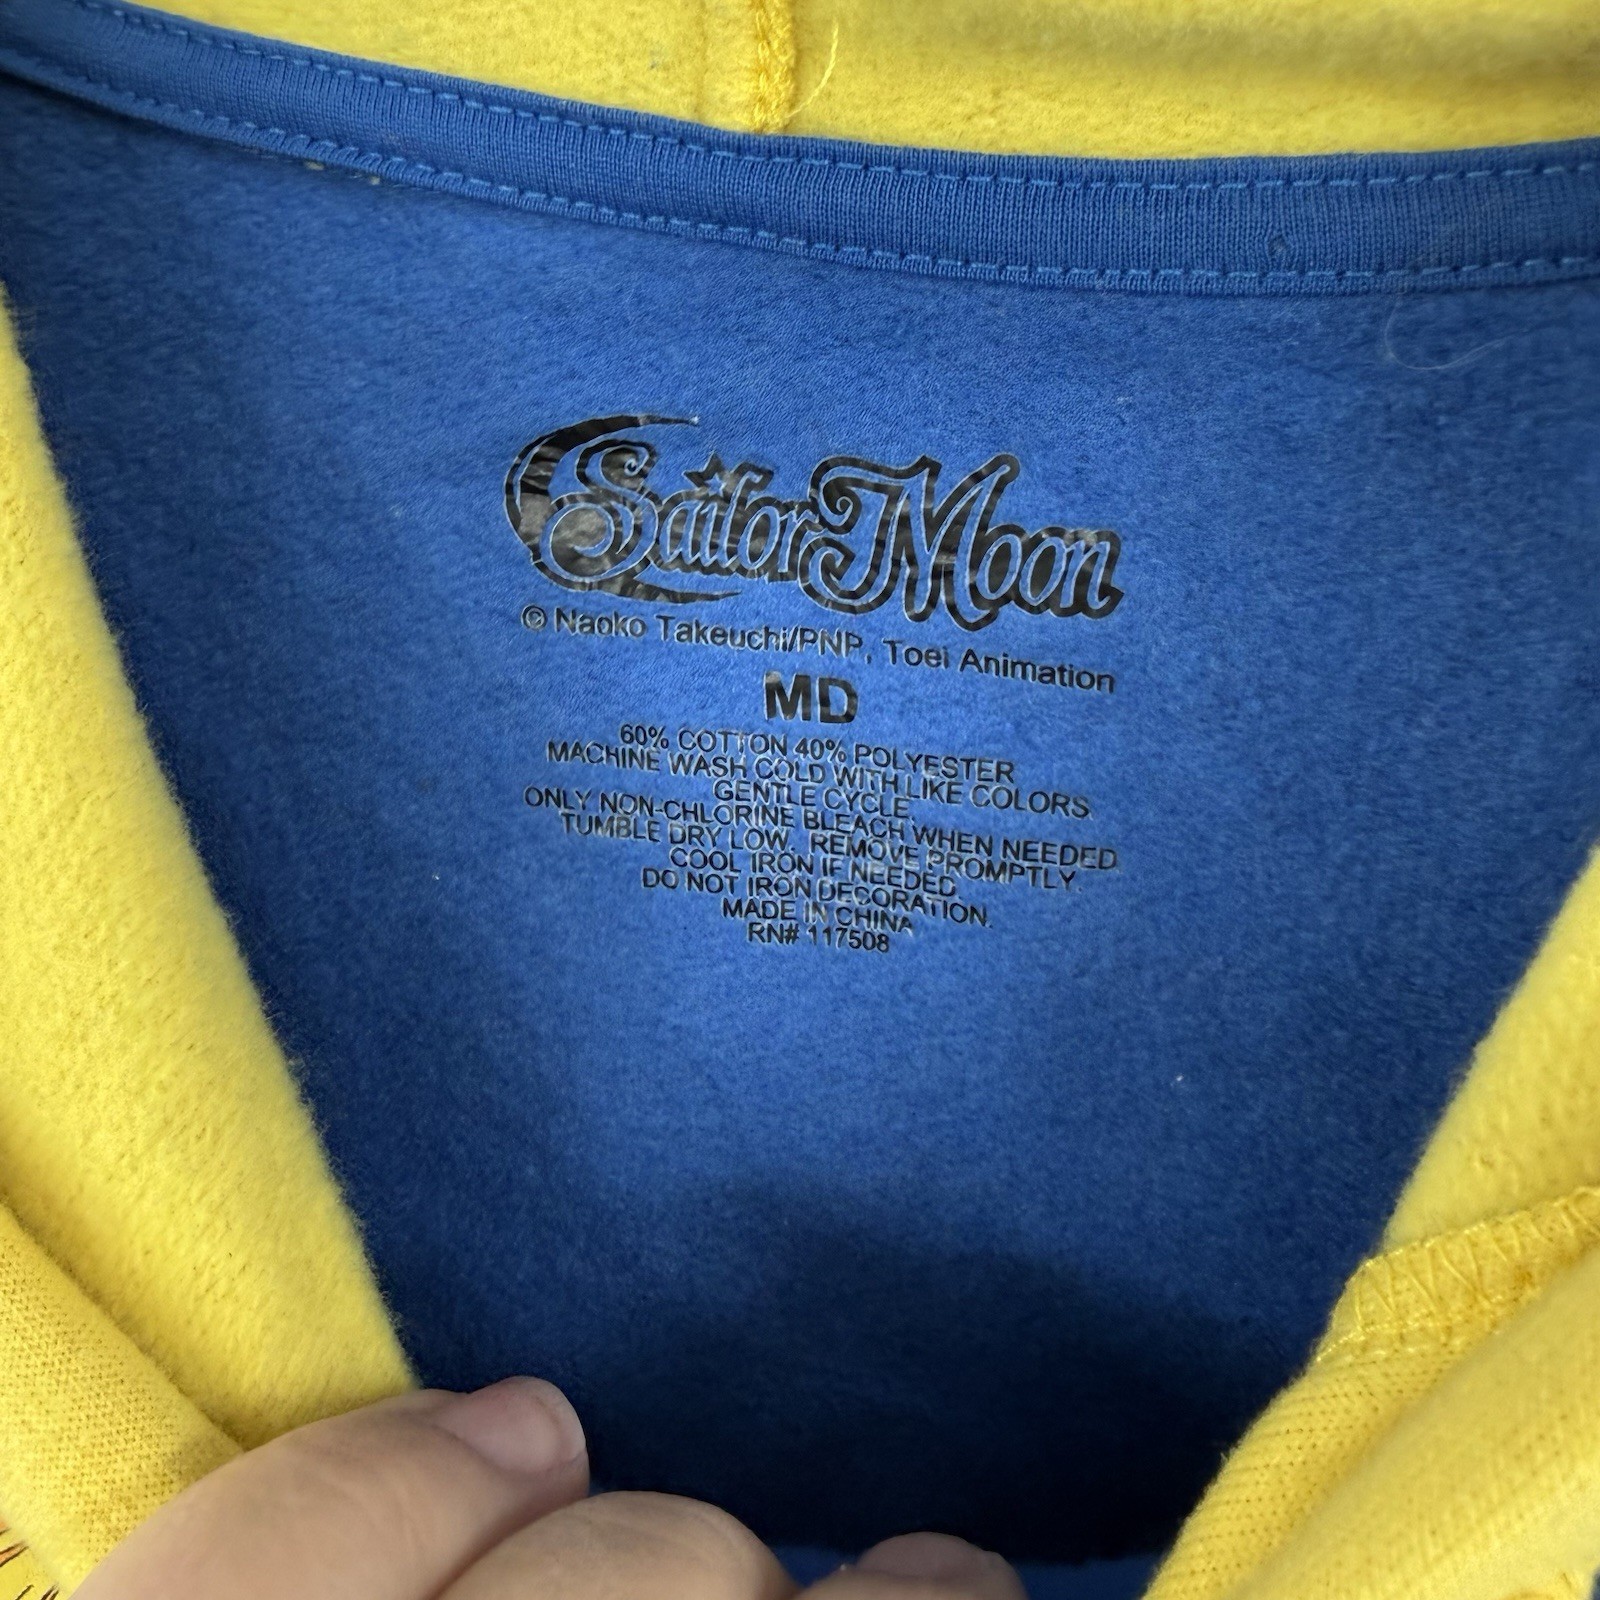 Sailor Moon
© Naoko Takeuchi/PNP, Toei Animation
MD
60% COTTON 40% POLYESTER
MACHINE WASH COLD WITH LIKE COLORS
GENTLE CYCLE.
ONLY NON-CHLORINE BLEACH WHEN NEEDED.
TUMBLE DRY LOW. REMOVE PROMPTLY.
COOL IRON IF NEEDED.
DO NOT IRON DECORATION.
MADE IN CHINA
RN# 117508